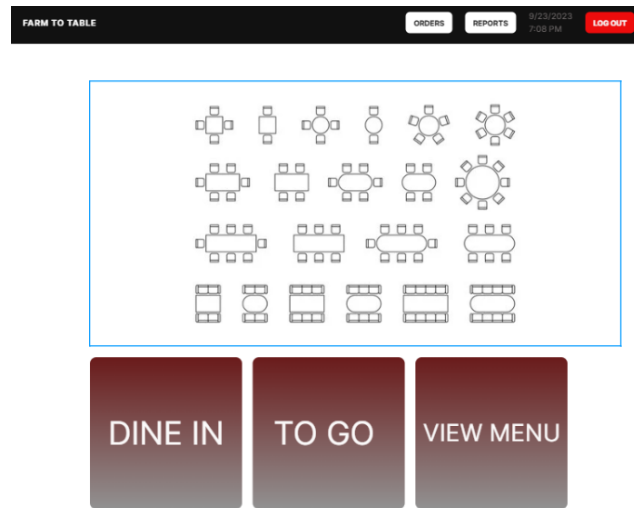 FARM TO TABLE
ORDERS
REPORTS
9/23/2023
7:08 PM
LOG OUT
DINE IN
TO GO
VIEW MENU